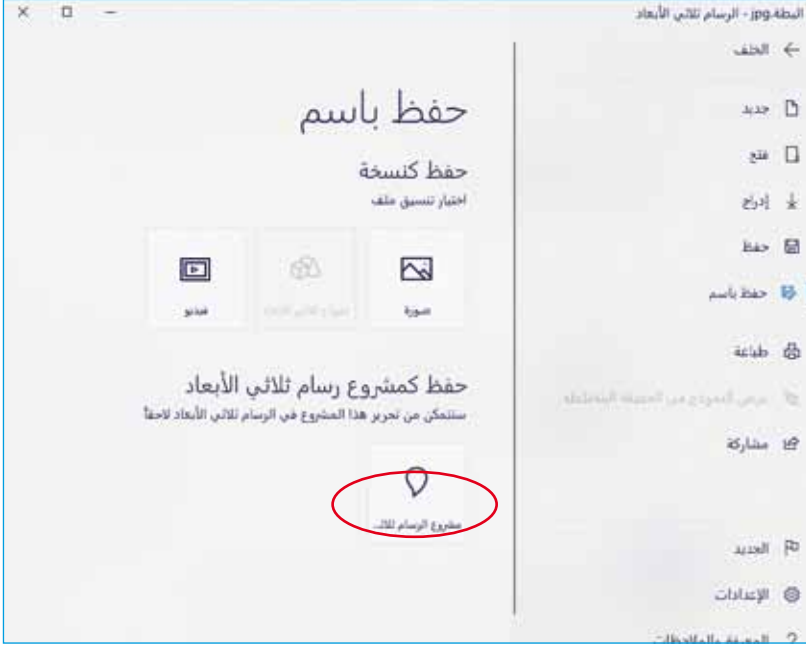 البطة.jpg - الرسام ثلاثي الأبعاد
الخلف
جديد
فتح
إدراج
حفظ
حفظ باسم
طباعة
مشاركة
الجديد
الإعدادات
حفظ باسم
حفظ كنسخة
اختيار تنسيق ملف
صورة
فيديو
حفظ كمشروع رسام ثلاثي الأبعاد
ستتمكن من تحرير هذا المشروع في الرسام ثلاثي الأبعاد لاحقاً
مشروع الرسام ثلاث...